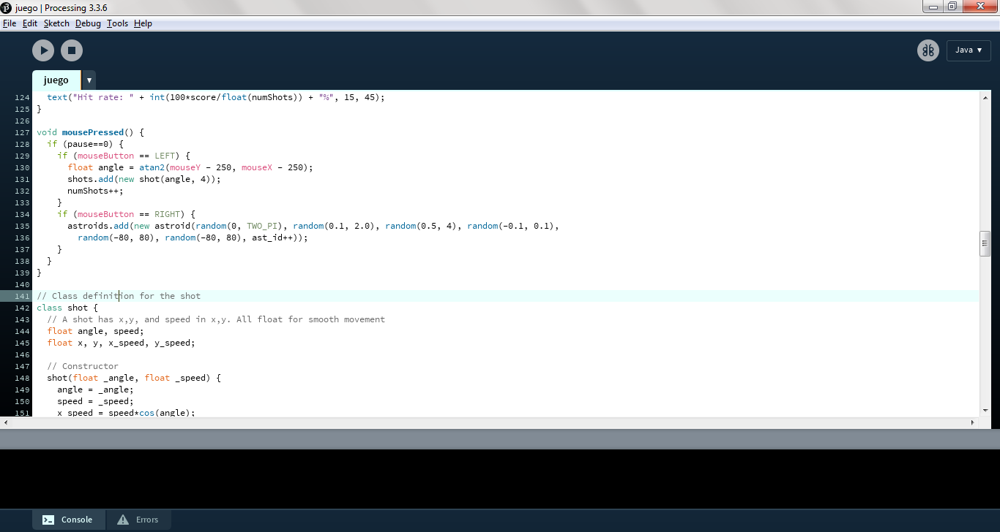 juego | Processing 3.3.6
File Edit Sketch Debug Tools Help
Java ▼
juego ▼
124   text("Hit rate: " + int(100*score/float(numShots)) + "%", 15, 45);
125 }
126
127 void mousePressed() {
128   if (pause==0) {
129     if (mouseButton == LEFT) {
130       float angle = atan2(mouseY - 250, mouseX - 250);
131       shots.add(new shot(angle, 4));
132       numShots++;
133     }
134     if (mouseButton == RIGHT) {
135       astroids.add(new astroid(random(0, TWO_PI), random(0.1, 2.0), random(0.5, 4), random(-0.1, 0.1),
136         random(-80, 80), random(-80, 80), ast_id++));
137     }
138   }
139 }
140
141 // Class definition for the shot
142 class shot {
143   // A shot has x,y, and speed in x,y. All float for smooth movement
144   float angle, speed;
145   float x, y, x_speed, y_speed;
146
147   // Constructor
148   shot(float _angle, float _speed) {
149     angle = _angle;
150     speed = _speed;
151     x_speed = speed*cos(angle);
Console Errors